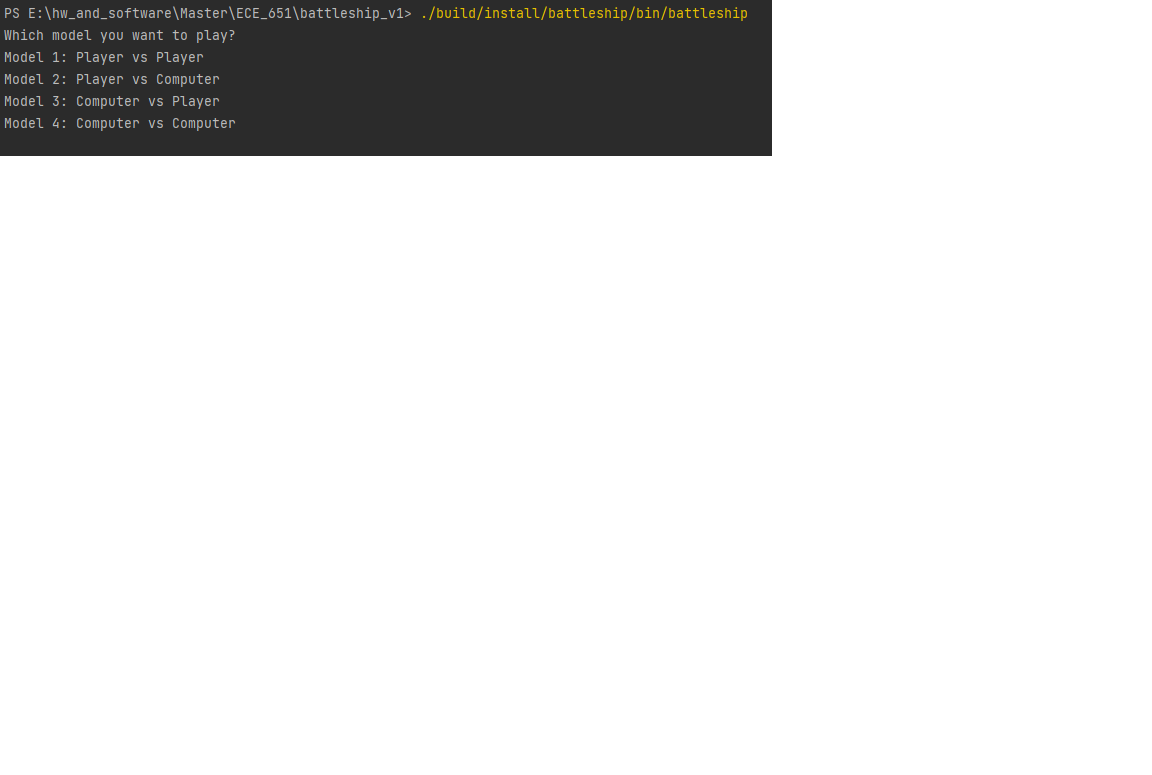 PS E:\hw_and_software\Master\ECE_651\battleship_v1> ./build/install/battleship/bin/battleship
Which model you want to play?
Model 1: Player vs Player
Model 2: Player vs Computer
Model 3: Computer vs Player
Model 4: Computer vs Computer